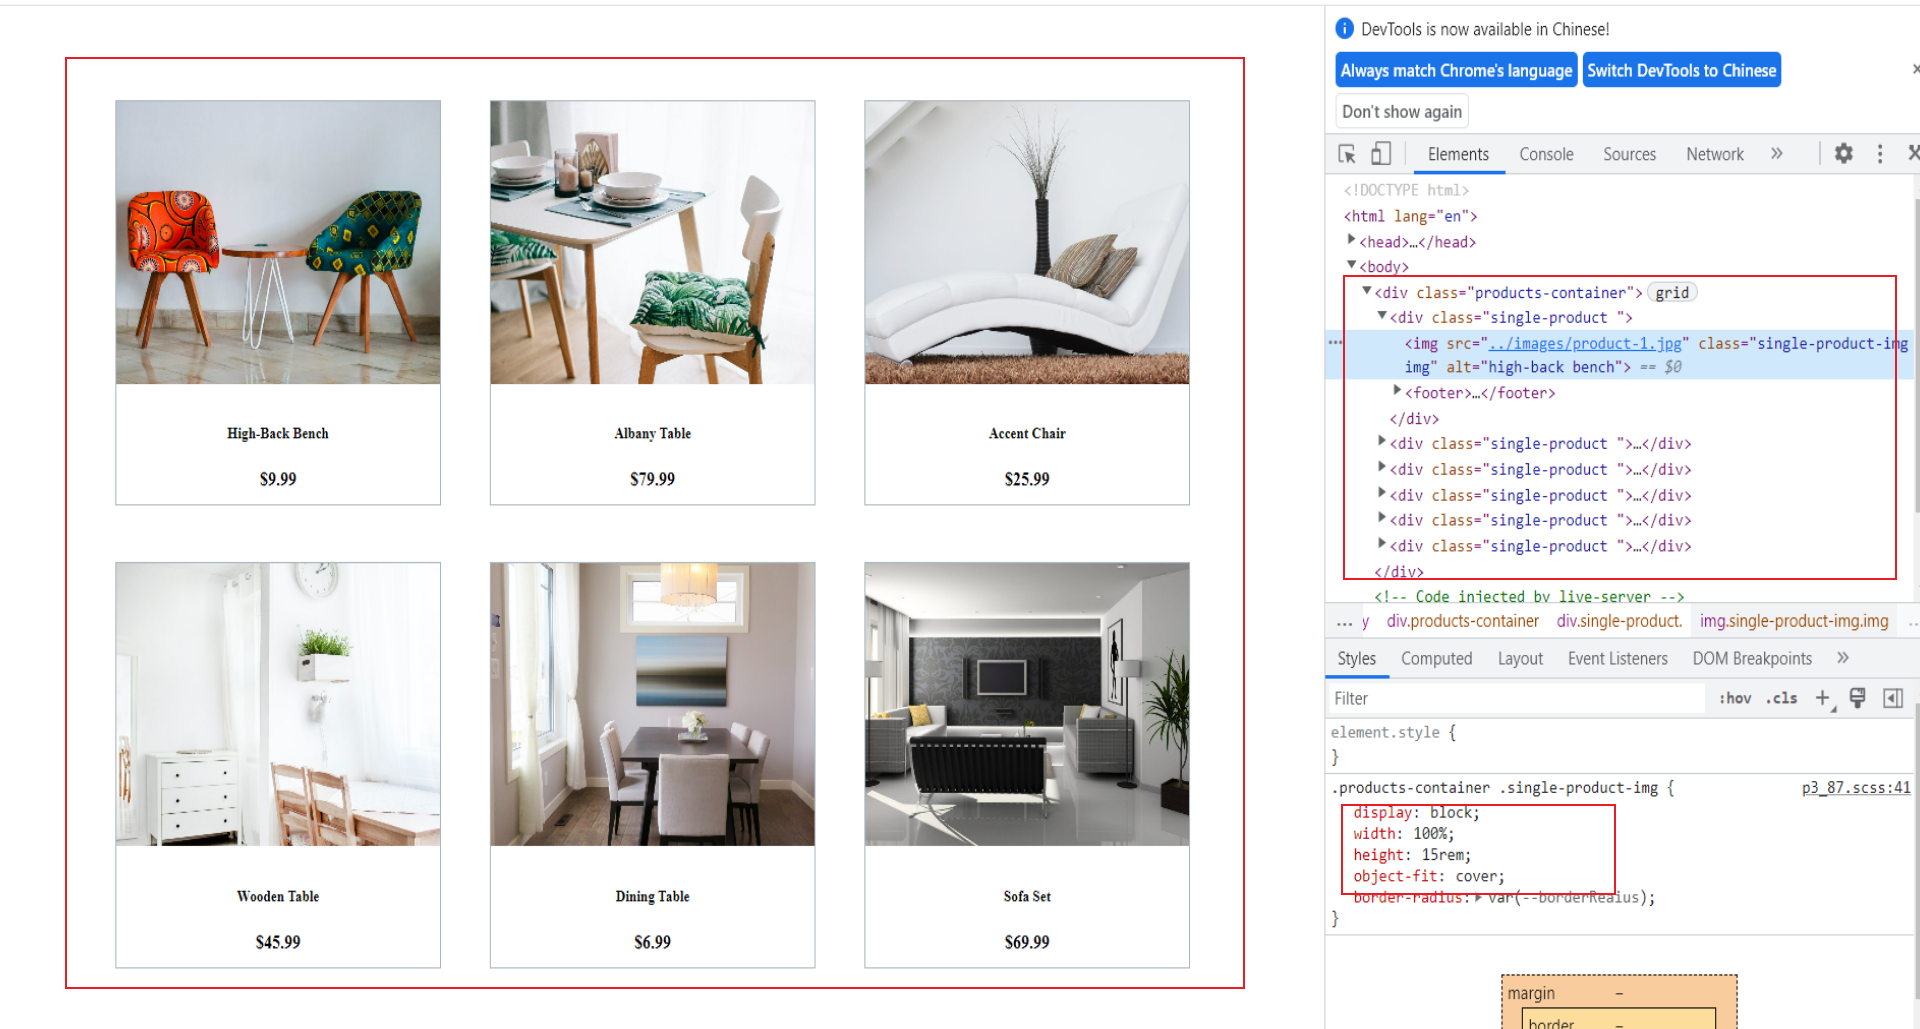 High-Back Bench
$9.99
Albany Table
$79.99
Accent Chair
$25.99
Wooden Table
$45.99
Dining Table
$6.99
Sofa Set
$69.99
DevTools is now available in Chinese!
Always match Chrome's language
Switch DevTools to Chinese
Don't show again
Elements Console Sources Network »
<!DOCTYPE html>
<html lang="en">
<head>…</head>
<body>
<div class="products-container"> grid
<div class="single-product ">
<img src="../images/product-1.jpg" class="single-product-img
img" alt="high-back bench"> == $0
<footer>…</footer>
</div>
<div class="single-product ">…</div>
<div class="single-product ">…</div>
<div class="single-product ">…</div>
<div class="single-product ">…</div>
<div class="single-product ">…</div>
</div>
<!-- Code injected by live-server -->
... y div.products-container div.single-product. img.single-product-img.img ...
Styles Computed Layout Event Listeners DOM Breakpoints »
Filter :hov .cls +
element.style {
}
.products-container .single-product-img { p3_87.scss:41
display: block;
width: 100%;
height: 15rem;
object-fit: cover;
border-radius: var(--borderReaius);
}
margin –
border –